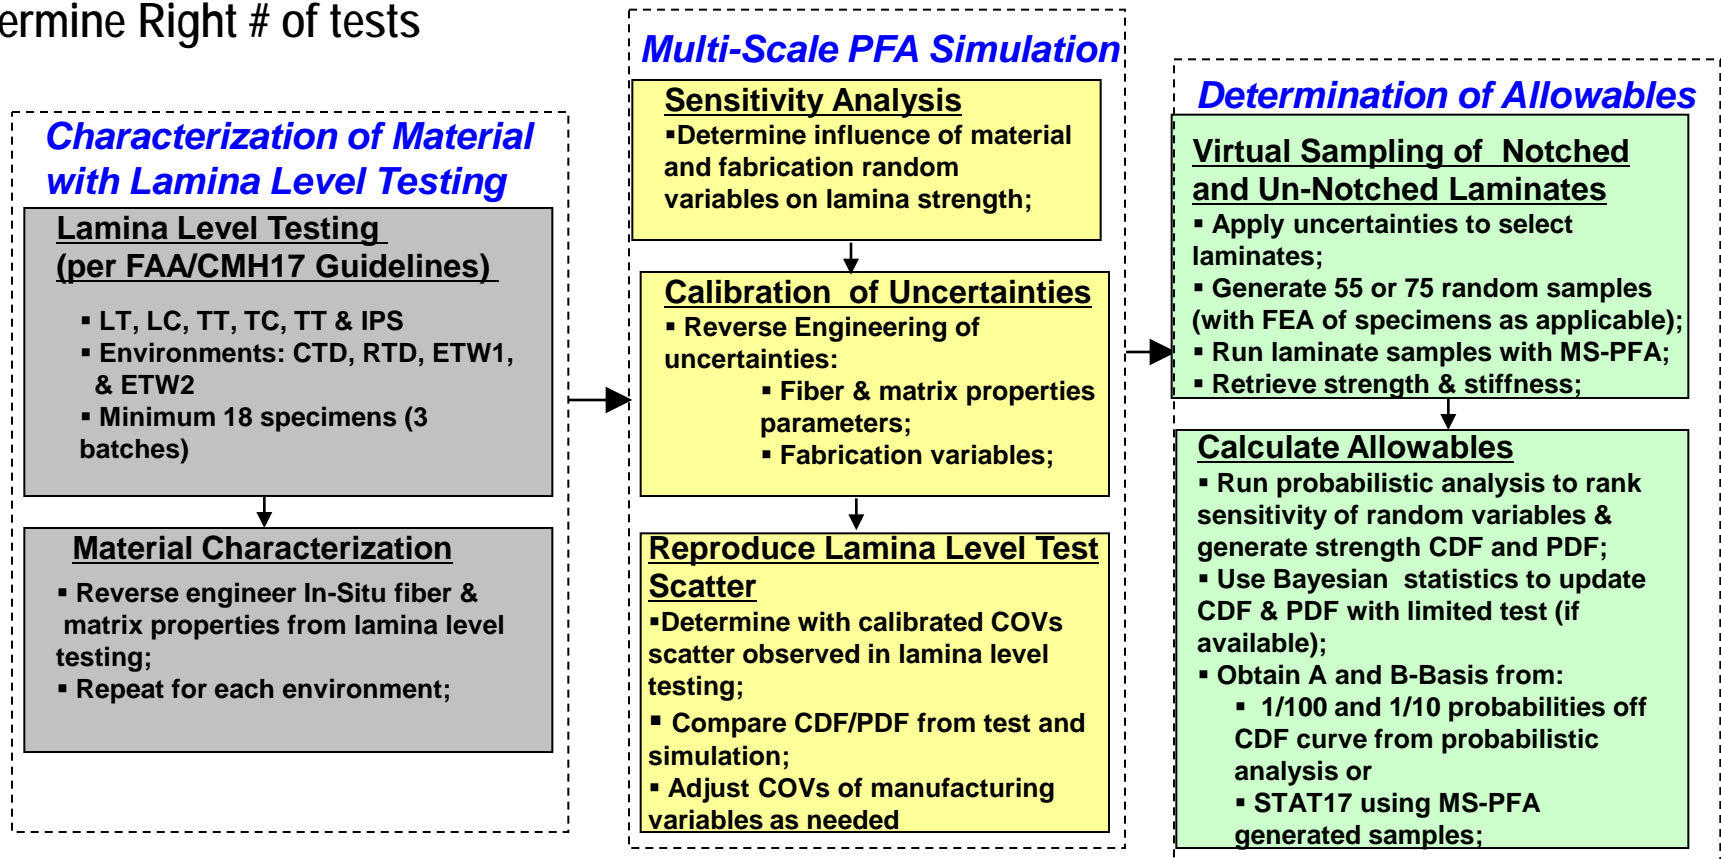 ermine Right # of tests
Characterization of Material
with Lamina Level Testing
Lamina Level Testing
(per FAA/CMH17 Guidelines)
▪ LT, LC, TT, TC, TT & IPS
▪ Environments: CTD, RTD, ETW1,
& ETW2
▪ Minimum 18 specimens (3
batches)
Material Characterization
▪ Reverse engineer In-Situ fiber &
matrix properties from lamina level
testing;
▪ Repeat for each environment;
Multi-Scale PFA Simulation
Sensitivity Analysis
▪Determine influence of material
and fabrication random
variables on lamina strength;
Calibration of Uncertainties
▪ Reverse Engineering of
uncertainties:
▪ Fiber & matrix properties
parameters;
▪ Fabrication variables;
Reproduce Lamina Level Test
Scatter
▪Determine with calibrated COVs
scatter observed in lamina level
testing;
▪ Compare CDF/PDF from test and
simulation;
▪ Adjust COVs of manufacturing
variables as needed
Determination of Allowables
Virtual Sampling of Notched
and Un-Notched Laminates
▪ Apply uncertainties to select
laminates;
▪ Generate 55 or 75 random samples
(with FEA of specimens as applicable);
▪ Run laminate samples with MS-PFA;
▪ Retrieve strength & stiffness;
Calculate Allowables
▪ Run probabilistic analysis to rank
sensitivity of random variables &
generate strength CDF and PDF;
▪ Use Bayesian statistics to update
CDF & PDF with limited test (if
available);
▪ Obtain A and B-Basis from:
▪ 1/100 and 1/10 probabilities off
CDF curve from probabilistic
analysis or
▪ STAT17 using MS-PFA
generated samples;